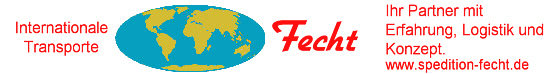 Internationale
Transporte
Fecht
Ihr Partner mit
Erfahrung, Logistik und
Konzept.
www.spedition-fecht.de